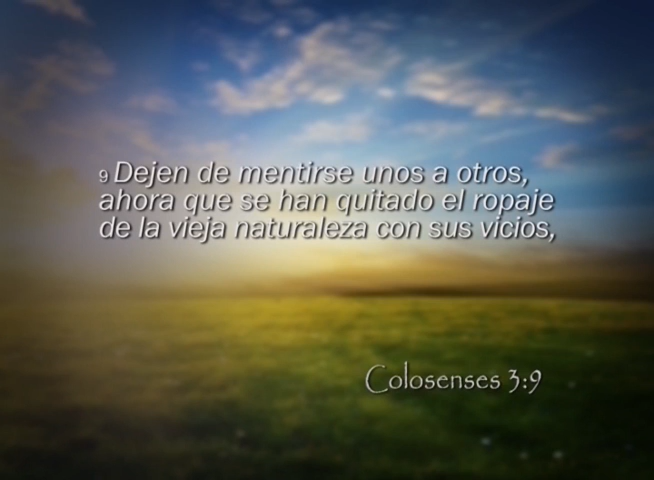 9 Dejen de mentirse unos a otros,
ahora que se han quitado el ropaje
de la vieja naturaleza con sus vicios,
Colosenses 3:9